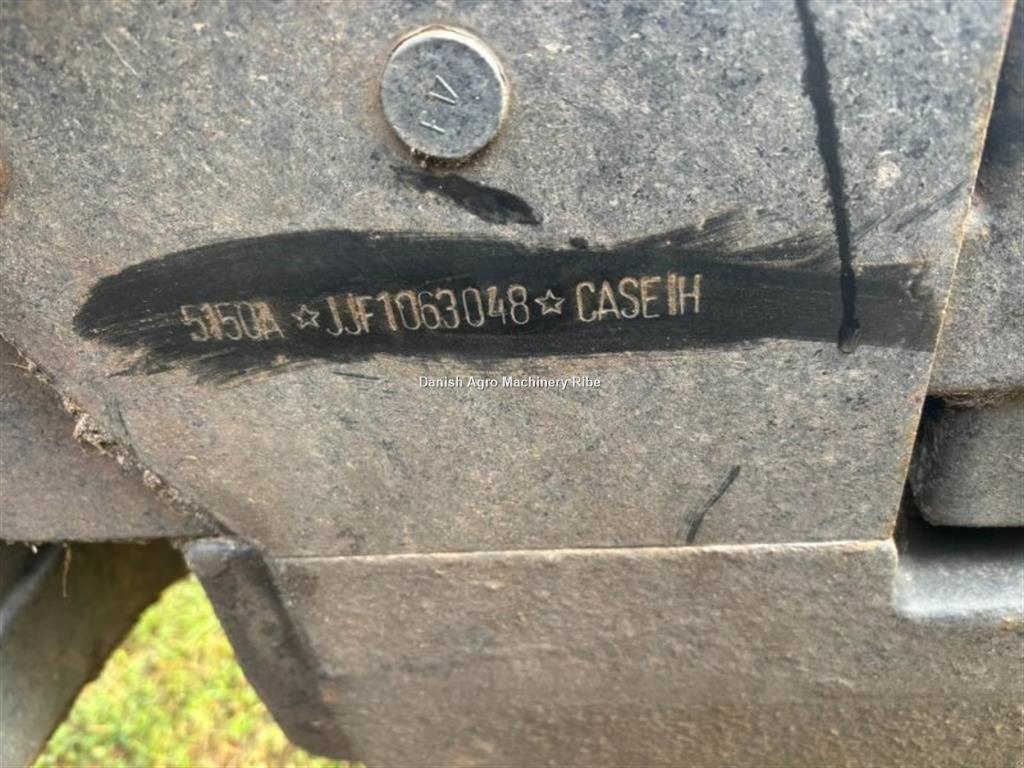 5150A ☆ JJF1063048 ☆ CASE IH
Danish Agro Machinery Ribe